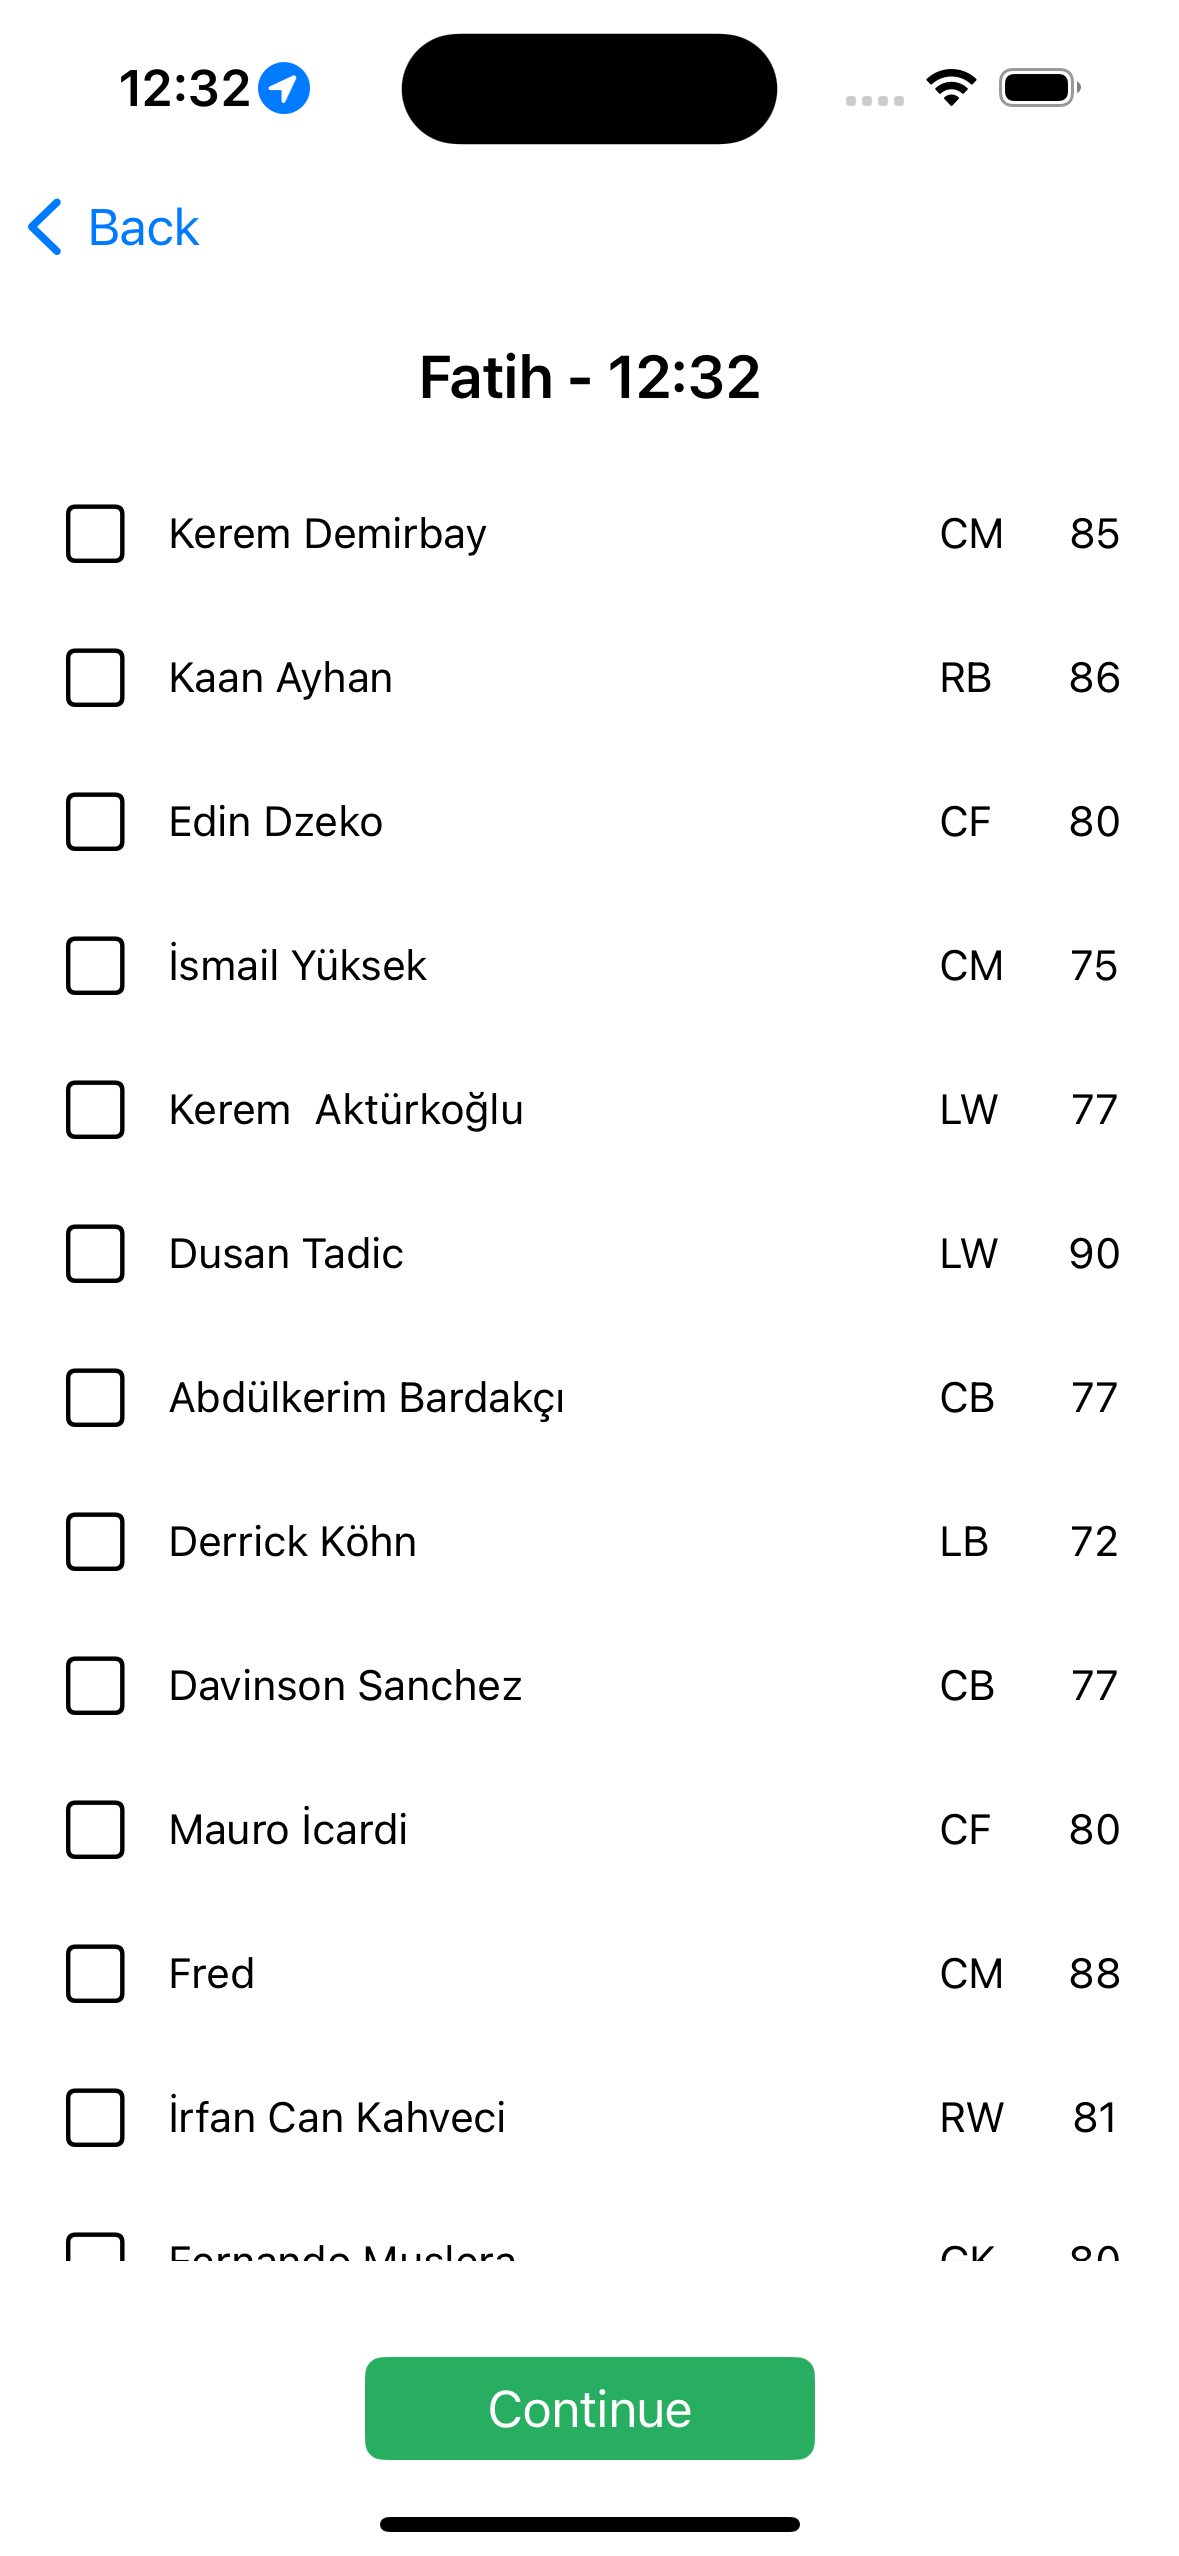 12:32
Back
Fatih - 12:32
Kerem Demirbay CM 85
Kaan Ayhan RB 86
Edin Dzeko CF 80
İsmail Yüksek CM 75
Kerem  Aktürkoğlu LW 77
Dusan Tadic LW 90
Abdülkerim Bardakçı CB 77
Derrick Köhn LB 72
Davinson Sanchez CB 77
Mauro İcardi CF 80
Fred CM 88
İrfan Can Kahveci RW 81
Fernando Muslera GK 80
Continue